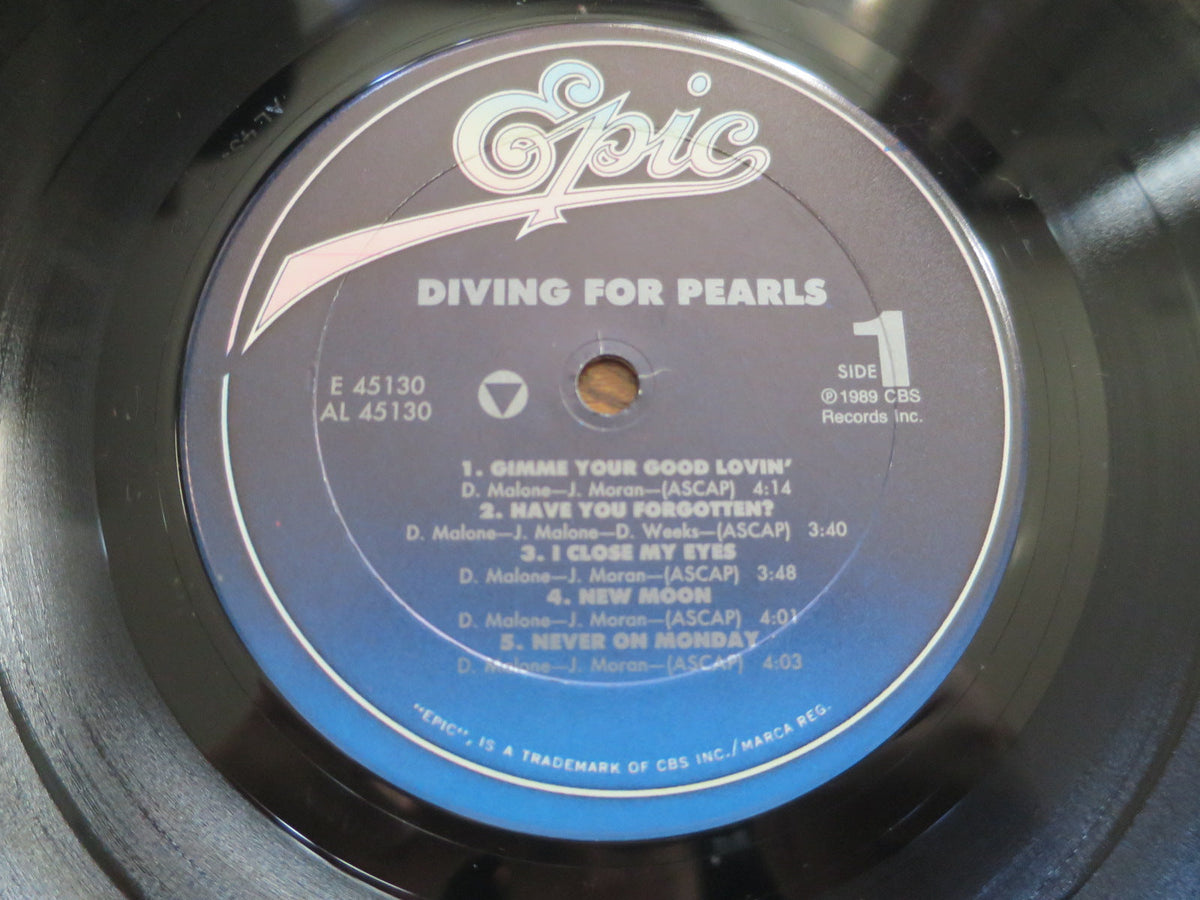 Epic
DIVING FOR PEARLS
SIDE 1
E 45130
AL 45130
℗ 1989 CBS
Records Inc.
1. GIMME YOUR GOOD LOVIN'
D. Malone—J. Moran—(ASCAP) 4:14
2. HAVE YOU FORGOTTEN?
D. Malone—J. Malone—D. Weeks—(ASCAP) 3:40
3. I CLOSE MY EYES
D. Malone—J. Moran—(ASCAP) 3:48
4. NEW MOON
D. Malone—J. Moran—(ASCAP) 4:01
5. NEVER ON MONDAY
D. Malone—J. Moran—(ASCAP) 4:03
"EPIC", IS A TRADEMARK OF CBS INC./MARCA REG.